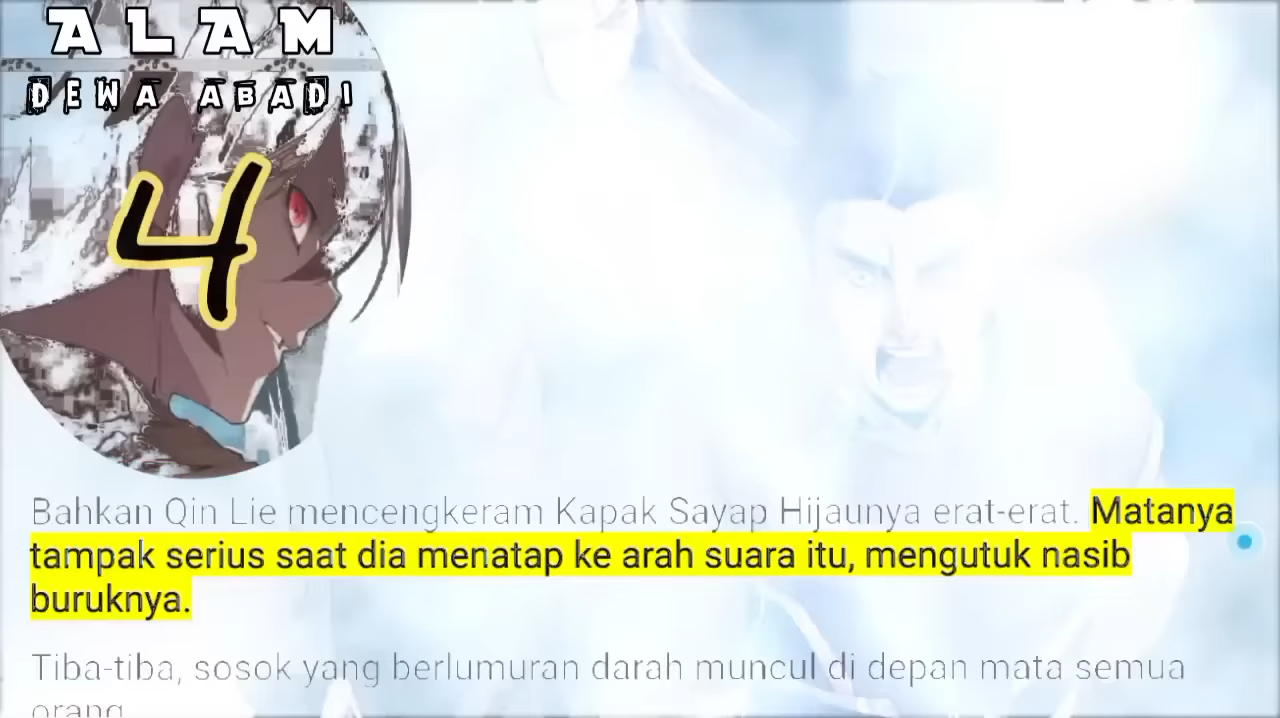 ALAM
DEWA ABADI
4
Bahkan Qin Lie mencengkeram Kapak Sayap Hijaunya erat-erat. Matanya
tampak serius saat dia menatap ke arah suara itu, mengutuk nasib
buruknya.
Tiba-tiba, sosok yang berlumuran darah muncul di depan mata semua
orang